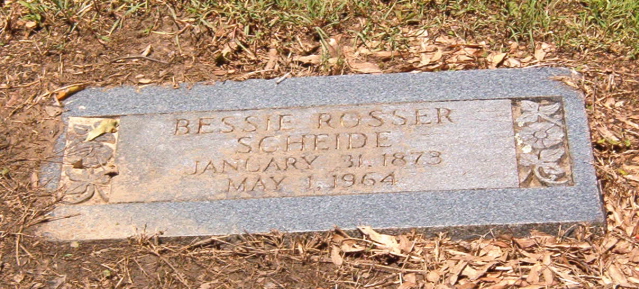 BESSIE ROSSER
SCHEIDE
JANUARY 31, 1873
MAY 1, 1964